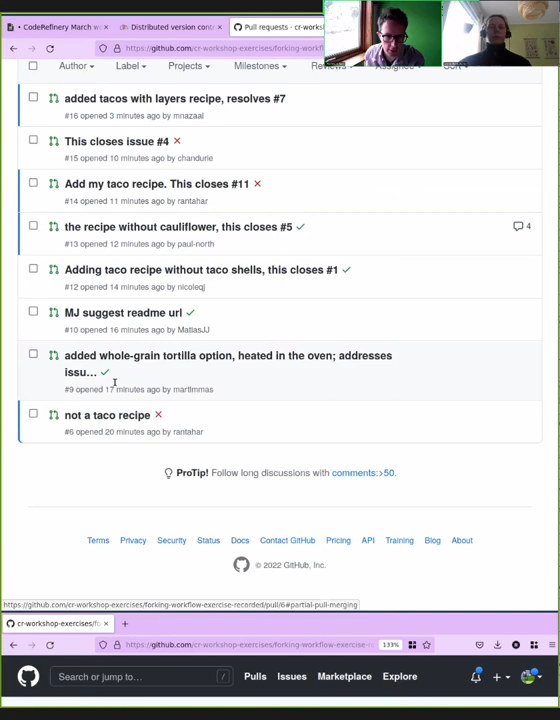 • CodeRefinery March w
Distributed version cont
Pull requests · cr-works
https://github.com/cr-workshop-exercises/forking-workf
Author
Label
Projects
Milestones
added tacos with layers recipe, resolves #7
#16 opened 3 minutes ago by mnazaal
This closes issue #4
#15 opened 10 minutes ago by chandurie
Add my taco recipe. This closes #11
#14 opened 11 minutes ago by rantahar
the recipe without cauliflower, this closes #5
4
#13 opened 12 minutes ago by paul-north
Adding taco recipe without taco shells, this closes #1
#12 opened 14 minutes ago by nicoleqj
MJ suggest readme url
#10 opened 16 minutes ago by MatiasJJ
added whole-grain tortilla option, heated in the oven; addresses
issu...
#9 opened 17 minutes ago by martimmas
not a taco recipe
#6 opened 20 minutes ago by rantahar
ProTip! Follow long discussions with comments:>50.
Terms Privacy Security Status Docs Contact GitHub Pricing API Training Blog About
© 2022 GitHub, Inc.
https://github.com/cr-workshop-exercises/forking-workflow-exercise-recorded/pull/6#partial-pull-merging
cr-workshop-exercises/fo
https://github.com/cr-workshop-exercises/forking-workflow-exercise-re
133%
Search or jump to...
/
Pulls Issues Marketplace Explore